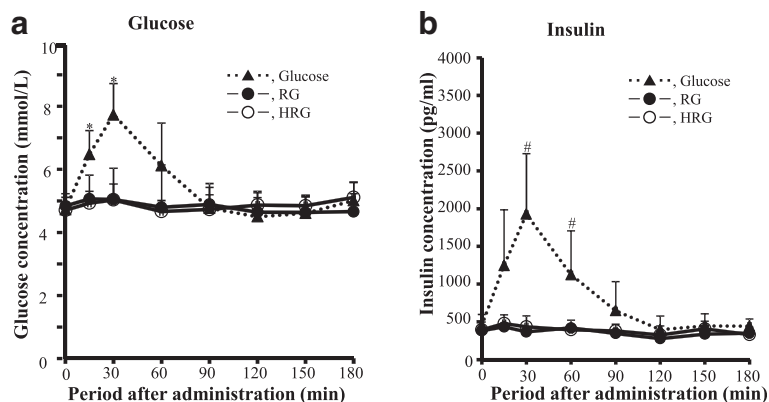 a
Glucose
Glucose concentration (mmol/L)
10
8
6
4
2
0
* *
, Glucose
, RG
, HRG
0 30 60 90 120 150 180
Period after administration (min)
b
Insulin
Insulin concentration (pg/ml)
4000
3500
3000
2500
2000
1500
1000
500
0
# #
, Glucose
, RG
, HRG
0 30 60 90 120 150 180
Period after administration (min)